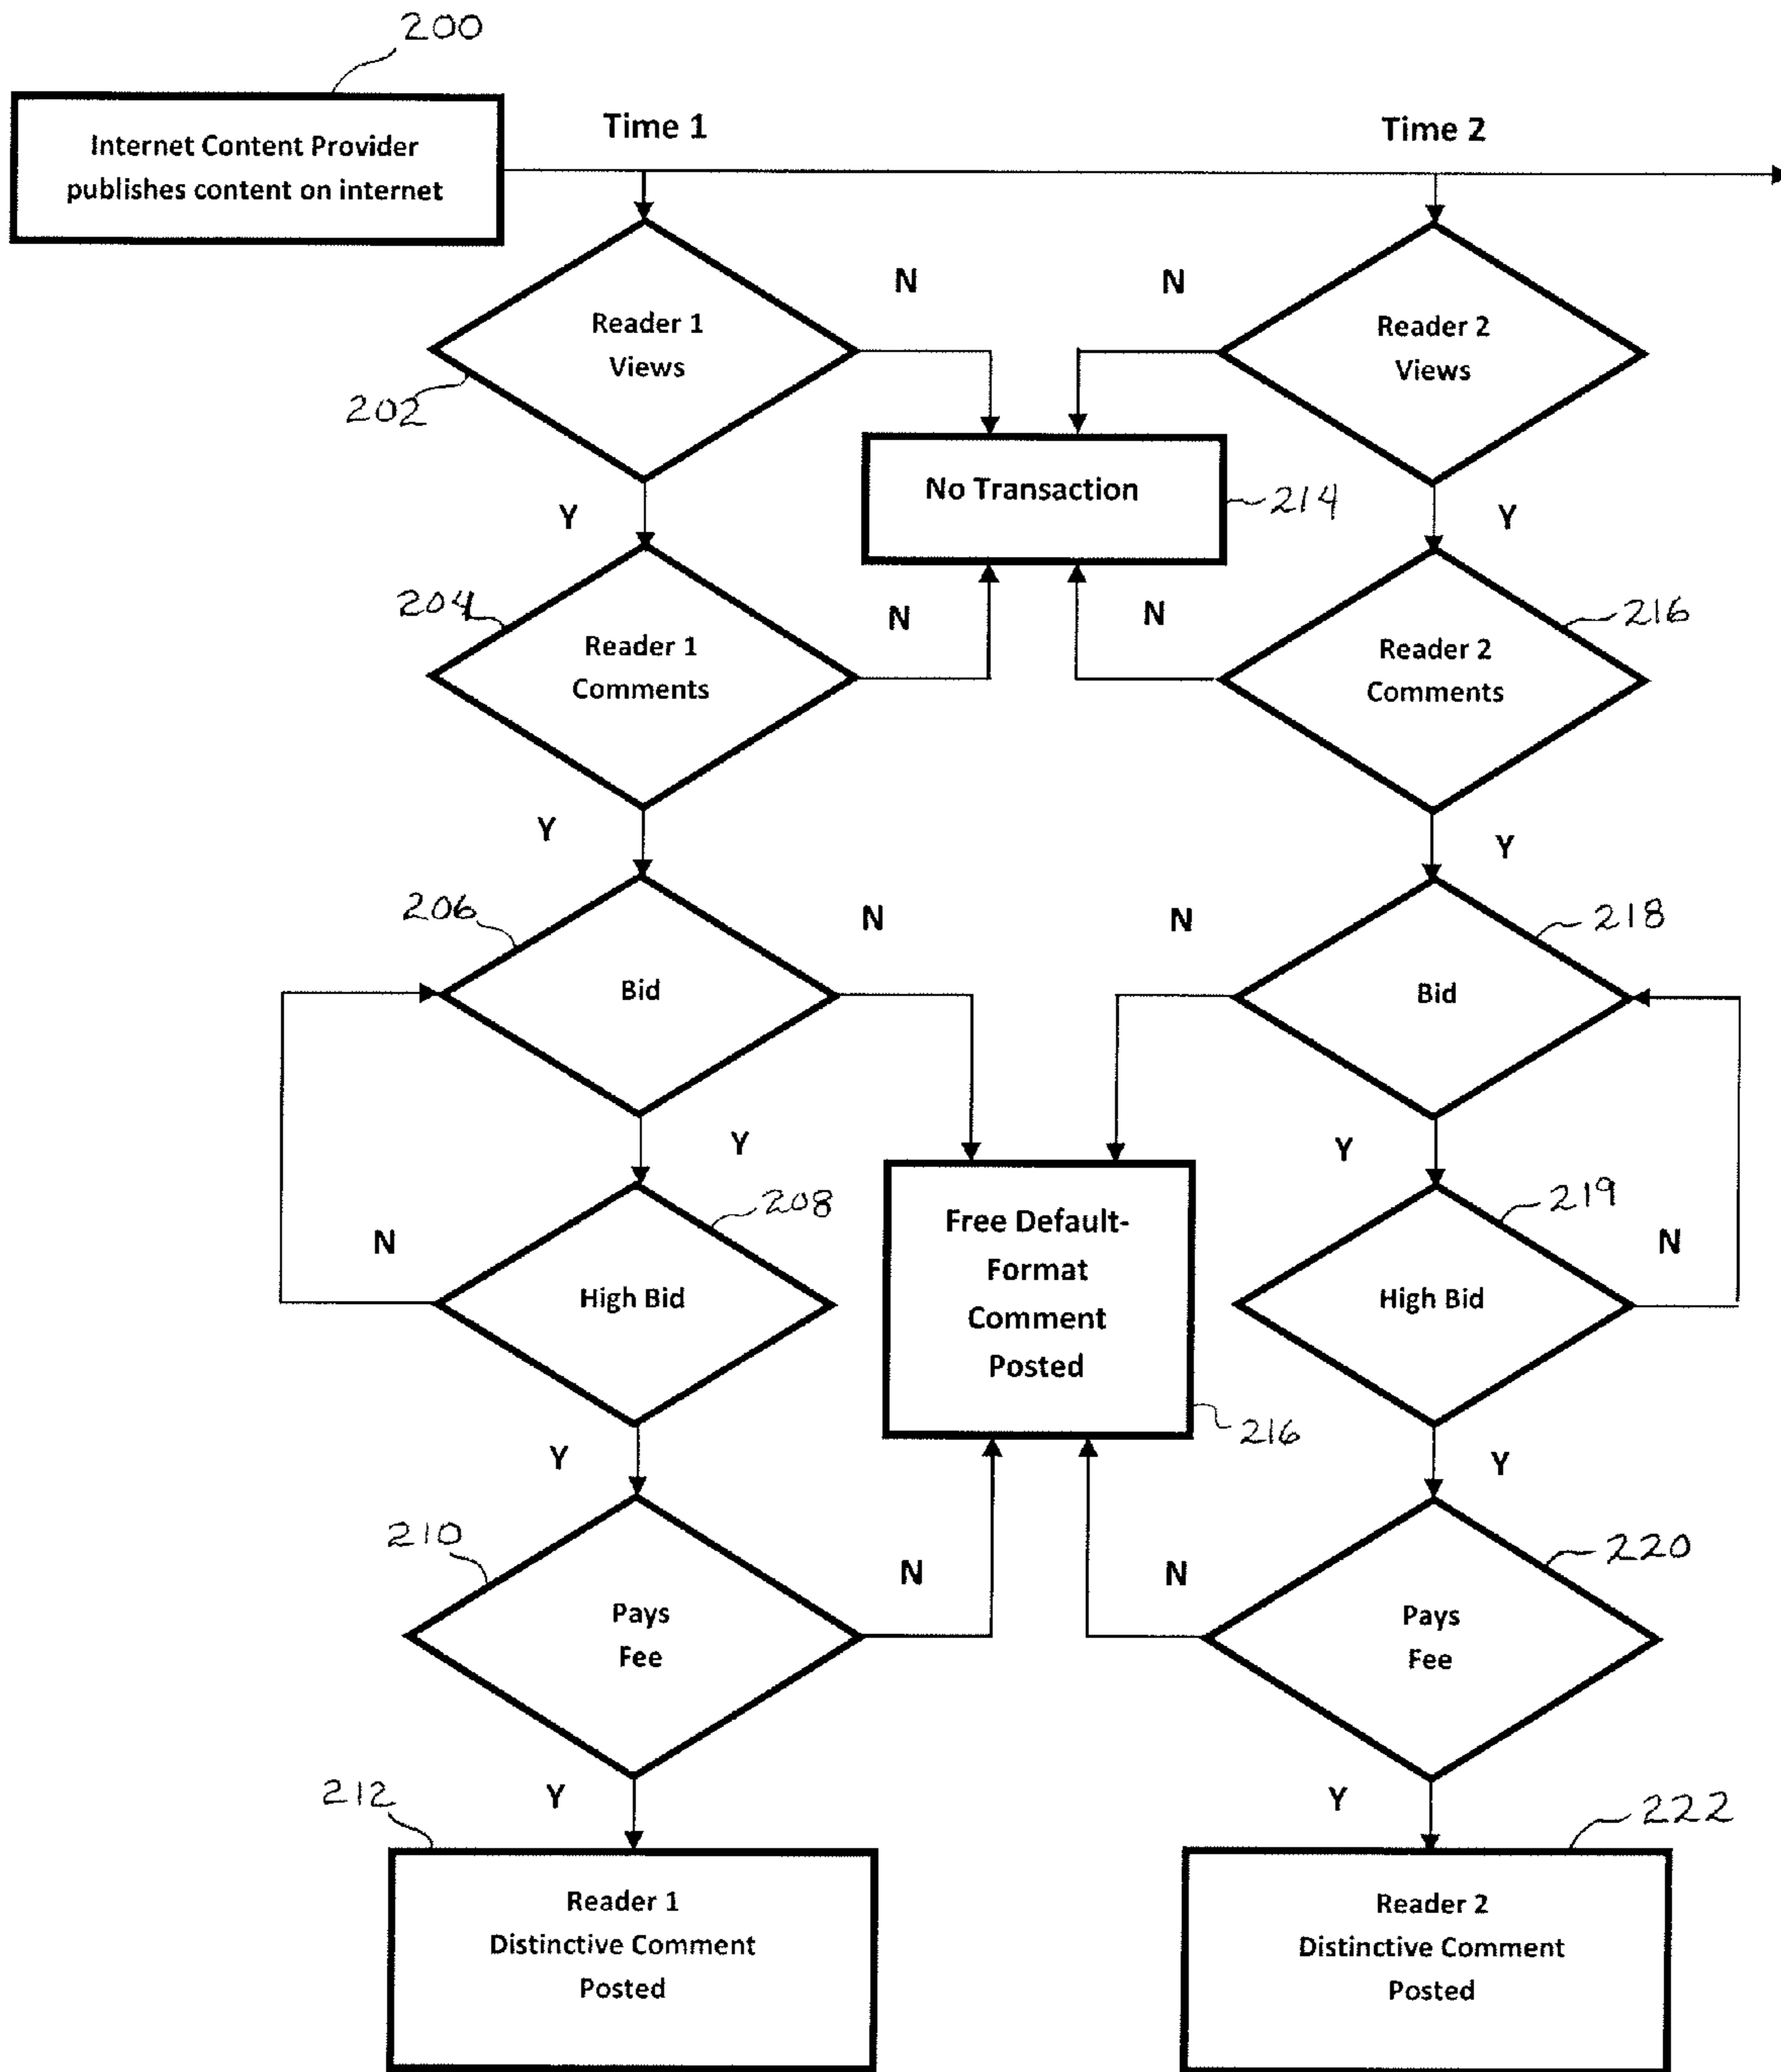 200
Internet Content Provider
publishes content on internet
Time 1
Time 2
Reader 1
Views
202
N
N
Reader 2
Views
No Transaction
214
Y
Y
204
Reader 1
Comments
N
N
Reader 2
Comments
216
Y
Y
206
Bid
N
N
Bid
218
Y
Y
N
High Bid
208
Free Default-
Format
Comment
Posted
216
High Bid
219
N
Y
Y
210
Pays
Fee
N
N
Pays
Fee
220
Y
Y
212
Reader 1
Distinctive Comment
Posted
222
Reader 2
Distinctive Comment
Posted